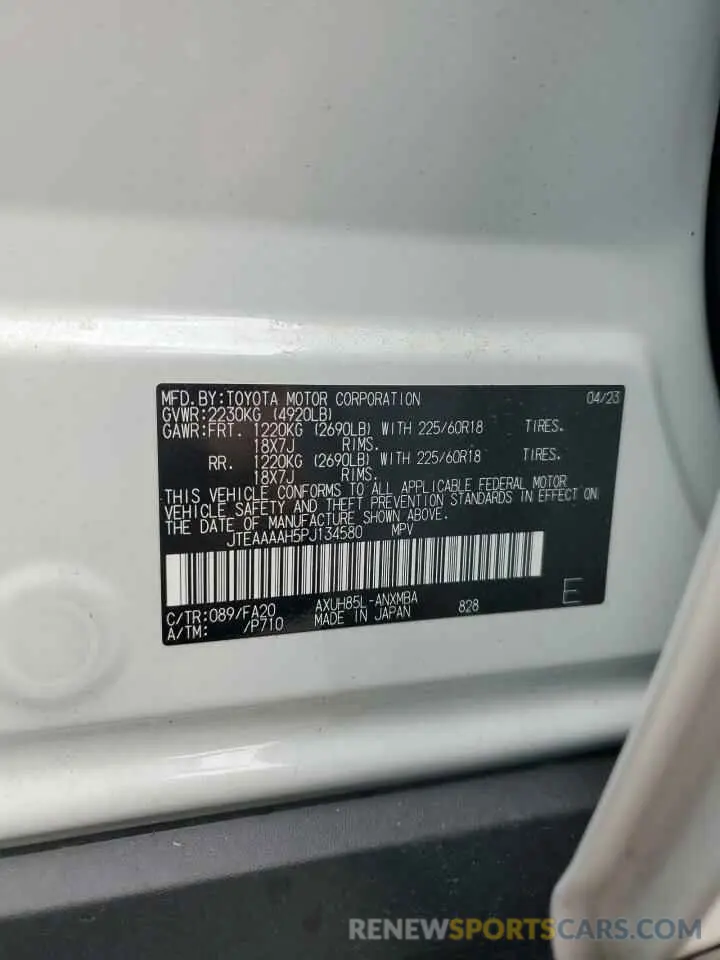 MFD. BY: TOYOTA MOTOR CORPORATION 04/23
GVWR: 2230KG (4920LB)
GAWR: FRT. 1220KG (2690LB) WITH 225/60R18 TIRES.
18X7J RIMS.
RR. 1220KG (2690LB) WITH 225/60R18 TIRES.
18X7J RIMS.
THIS VEHICLE CONFORMS TO ALL APPLICABLE FEDERAL MOTOR
VEHICLE SAFETY AND THEFT PREVENTION STANDARDS IN EFFECT ON
THE DATE OF MANUFACTURE SHOWN ABOVE.
JTEAAAAH5PJ134580 MPV
C/TR: 089/FA20 AXUH85L-ANXMBA 828 E
A/TM: /P710 MADE IN JAPAN
RENEWSPORTSCARS.COM